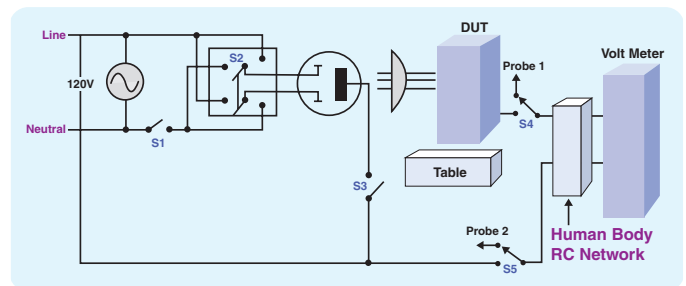 DUT
Line
Probe 1
Volt Meter
S2
120V
S4
Neutral
S1
Table
S3
Probe 2
Human Body
RC Network
S5